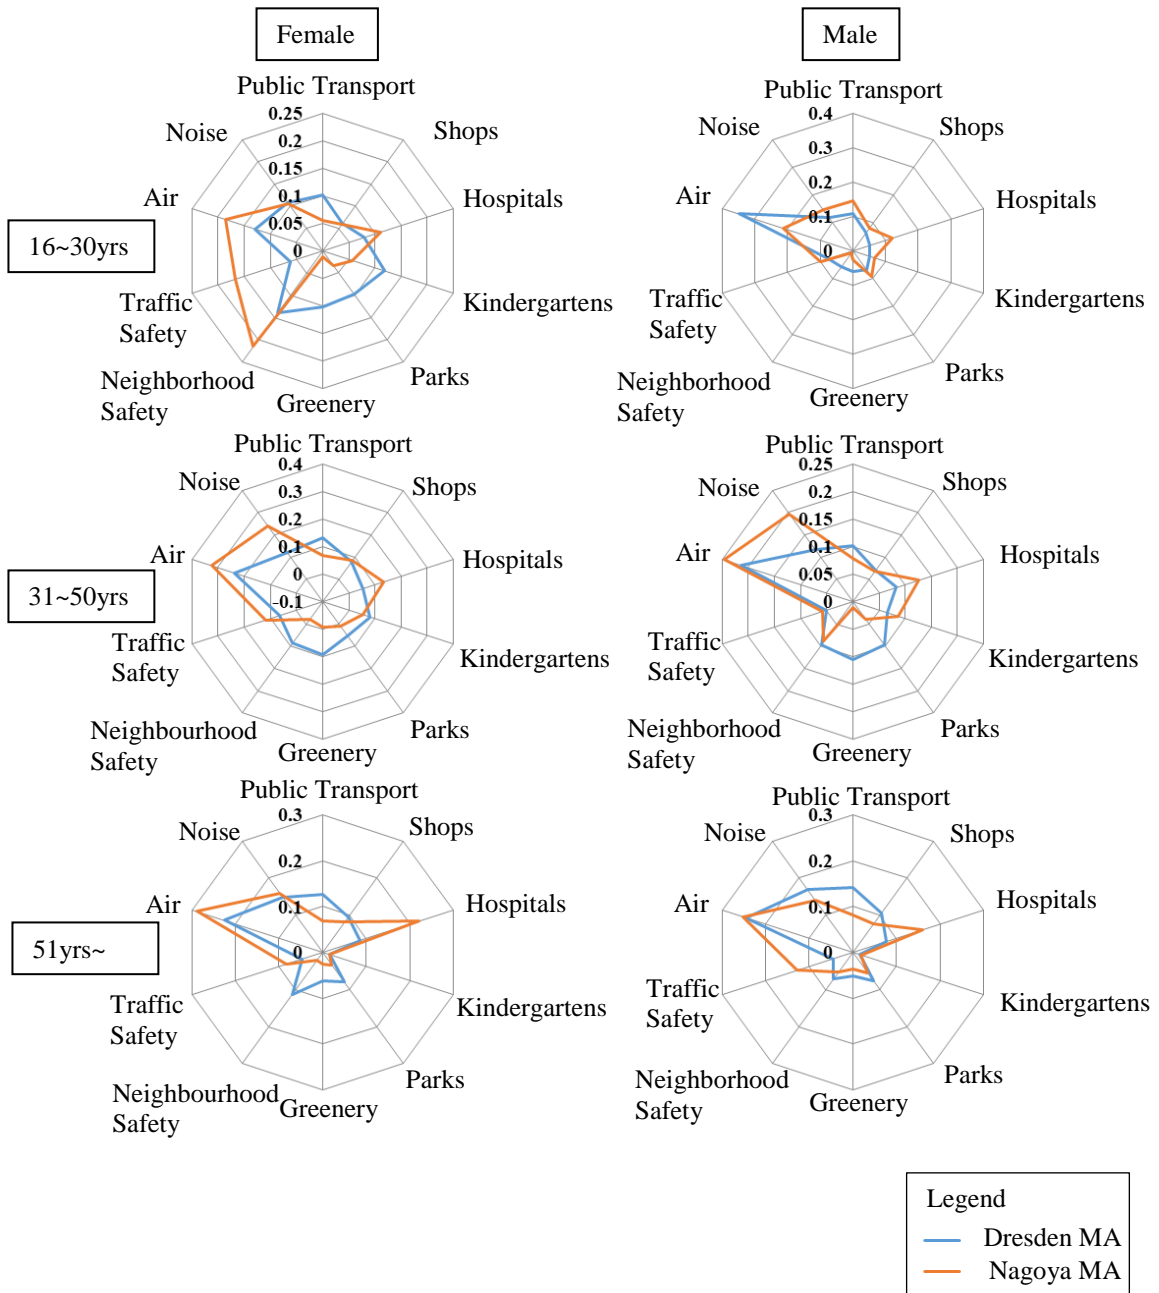 Female
Male
Public Transport
0.25
0.2
0.15
0.1
0.05
0
Noise
Shops
Air
Hospitals
16~30yrs
Traffic
Safety
Kindergartens
Neighborhood
Safety
Parks
Greenery
Public Transport
0.4
0.3
0.2
0.1
0
Noise
Shops
Air
Hospitals
Traffic
Safety
Kindergartens
Neighborhood
Safety
Parks
Greenery
Public Transport
0.4
0.3
0.2
0.1
0
-0.1
Noise
Shops
Air
Hospitals
31~50yrs
Traffic
Safety
Kindergartens
Neighbourhood
Safety
Parks
Greenery
Public Transport
0.25
0.2
0.15
0.1
0.05
0
Noise
Shops
Air
Hospitals
Traffic
Safety
Kindergartens
Neighborhood
Safety
Parks
Greenery
Public Transport
0.3
0.2
0.1
0
Noise
Shops
Air
Hospitals
51yrs~
Traffic
Safety
Kindergartens
Neighbourhood
Safety
Parks
Greenery
Public Transport
0.3
0.2
0.1
0
Noise
Shops
Air
Hospitals
Traffic
Safety
Kindergartens
Neighborhood
Safety
Parks
Greenery
Legend
Dresden MA
Nagoya MA